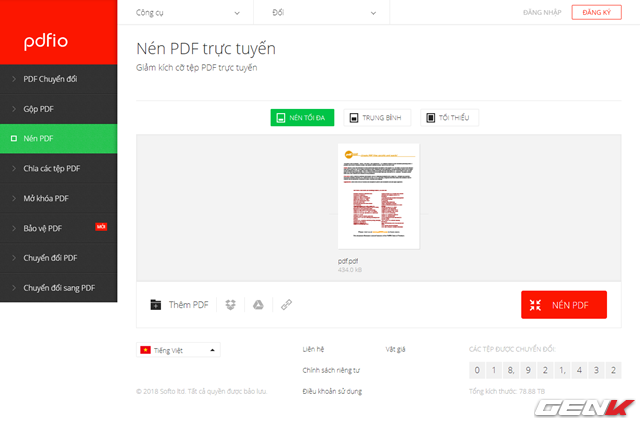 pdfio
Công cụ
Đổi
ĐĂNG NHẬP
ĐĂNG KÝ
PDF Chuyển đổi
Gộp PDF
Nén PDF
Chia các tệp PDF
Mở khóa PDF
Bảo vệ PDF
MỚI
Chuyển đổi PDF
Chuyển đổi sang PDF
Nén PDF trực tuyến
Giảm kích cỡ tệp PDF trực tuyến
NÉN TỐI ĐA
TRUNG BÌNH
TỐI THIỂU
pdf.pdf
484.0 kB
Thêm PDF
NÉN PDF
Tiếng Việt
Liên hệ
Vật giá
CÁC TỆP ĐƯỢC CHUYỂN ĐỔI:
Chính sách riêng tư
0 1 8 , 9 2 1 , 4 3 2
© 2018 Softo ltd. Tất cả quyền được bảo lưu.
Điều khoản sử dụng
Tổng kích thước: 78.88 TB
GENK